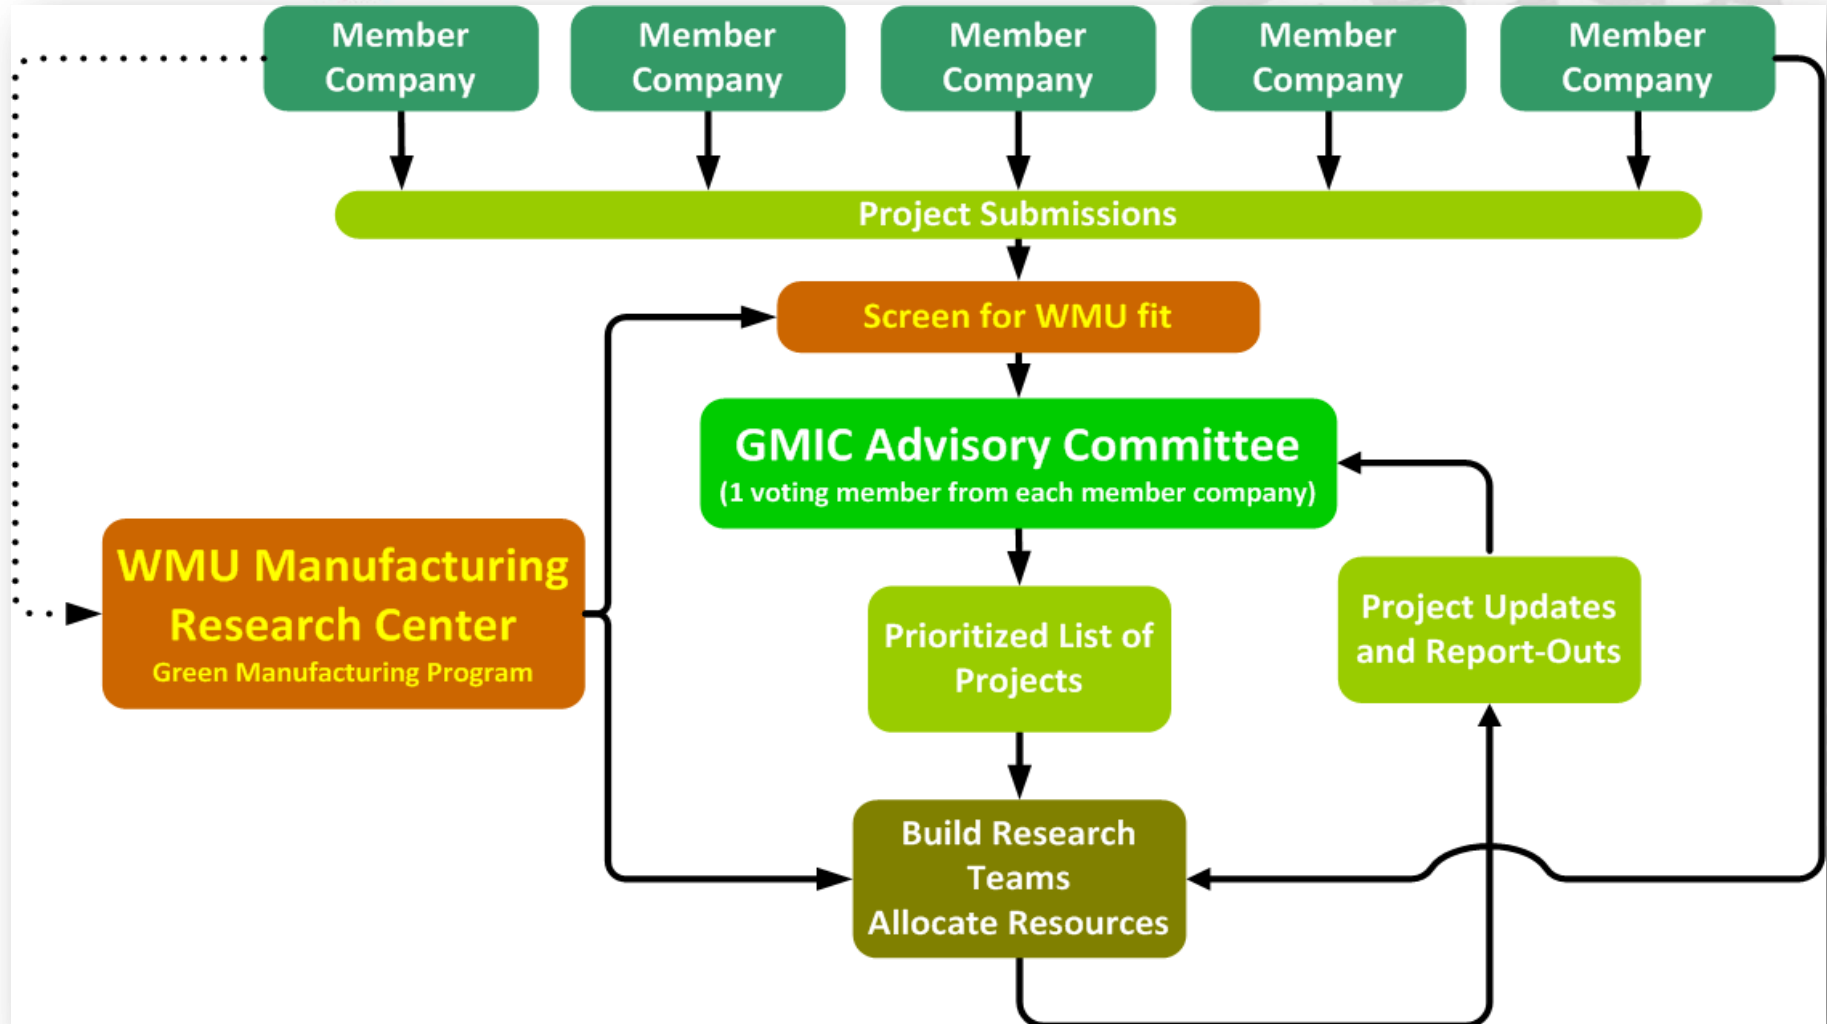 Member
Company
Member
Company
Member
Company
Member
Company
Member
Company
Project Submissions
Screen for WMU fit
GMIC Advisory Committee
(1 voting member from each member company)
WMU Manufacturing
Research Center
Green Manufacturing Program
Prioritized List of
Projects
Project Updates
and Report-Outs
Build Research
Teams
Allocate Resources